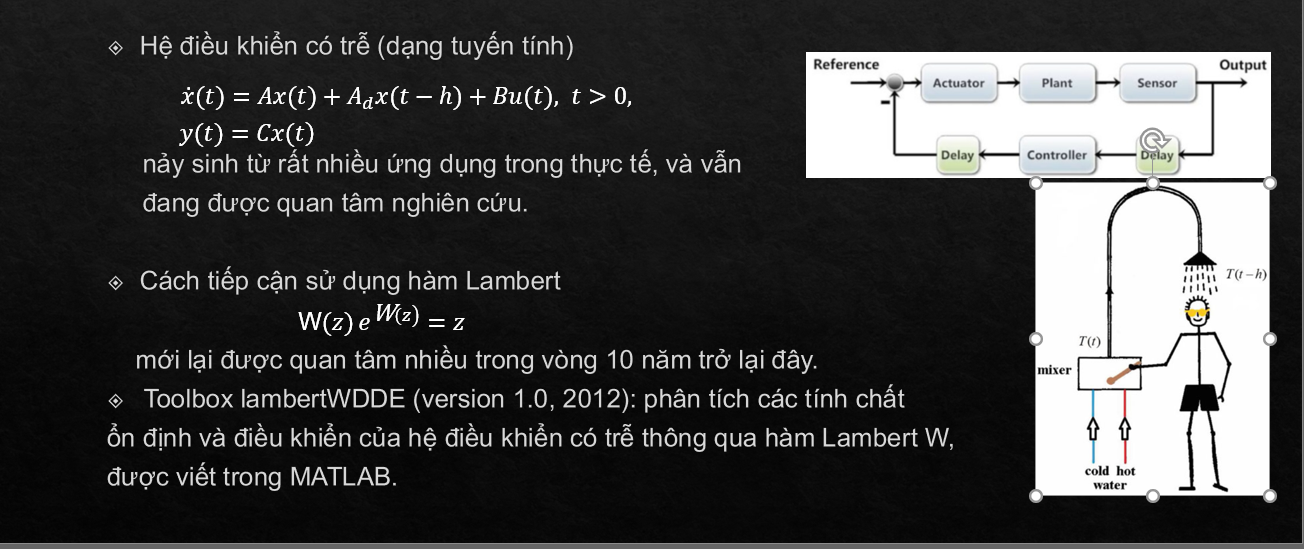 Hệ điều khiển có trễ (dạng tuyến tính)
ẋ(t) = Ax(t) + A_d x(t − h) + Bu(t), t > 0,
y(t) = Cx(t)
nảy sinh từ rất nhiều ứng dụng trong thực tế, và vẫn
đang được quan tâm nghiên cứu.
Cách tiếp cận sử dụng hàm Lambert
W(z) e^{W(z)} = z
mới lại được quan tâm nhiều trong vòng 10 năm trở lại đây.
Toolbox lambertWDDE (version 1.0, 2012): phân tích các tính chất
ổn định và điều khiển của hệ điều khiển có trễ thông qua hàm Lambert W,
được viết trong MATLAB.
Reference
Output
Actuator
Plant
Sensor
Delay
Controller
Delay
T(t−h)
T(t)
mixer
cold hot
water